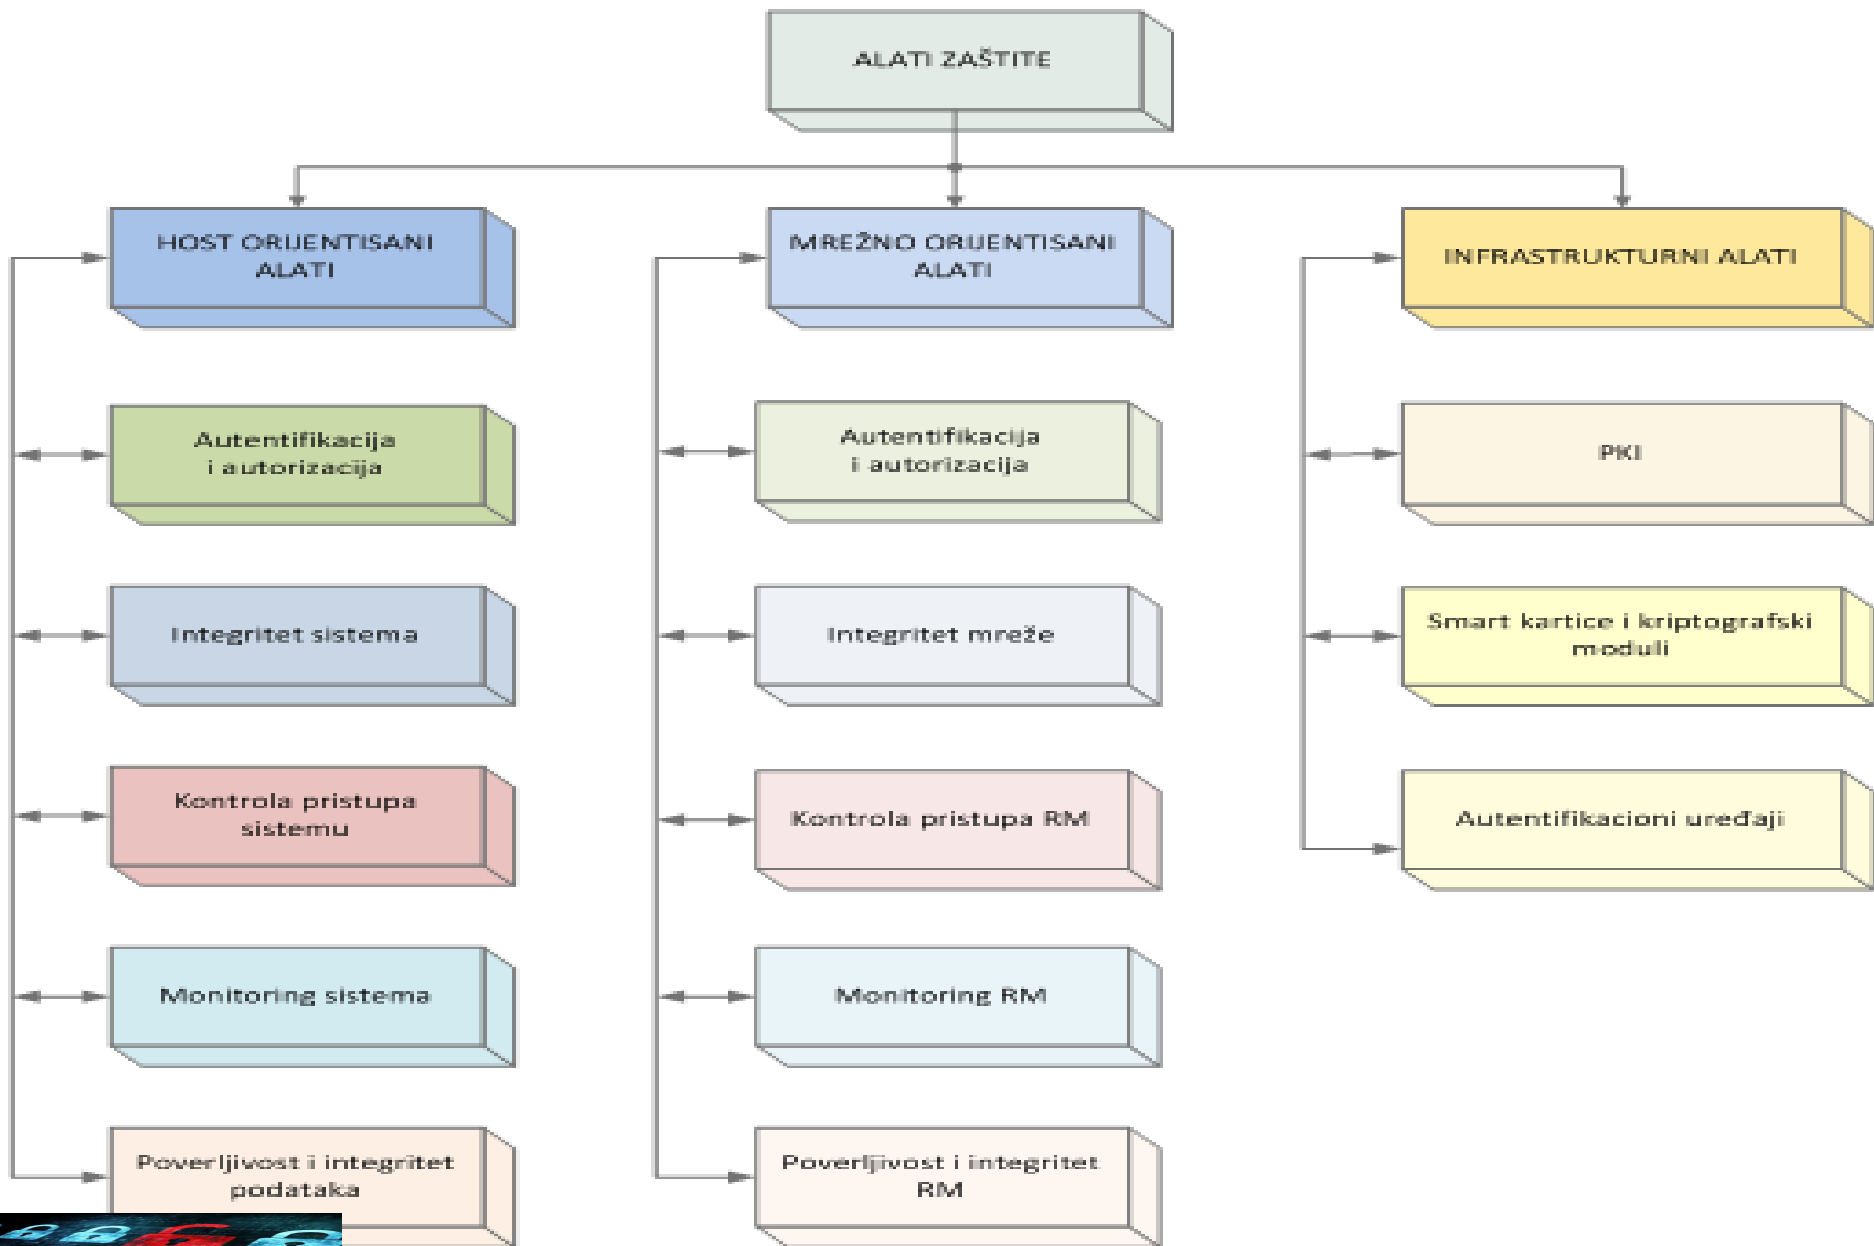 ALATI ZAŠTITE
HOST ORIJENTISANI
ALATI
Autentifikacija
i autorizacija
Integritet sistema
Kontrola pristupa
sistemu
Monitoring sistema
Poverljivost i integritet
podataka
MREŽNO ORIJENTISANI
ALATI
Autentifikacija
i autorizacija
Integritet mreže
Kontrola pristupa RM
Monitoring RM
Poverljivost i integritet
RM
INFRASTRUKTURNI ALATI
PKI
Smart kartice i kriptografski
moduli
Autentifikacioni uređaji